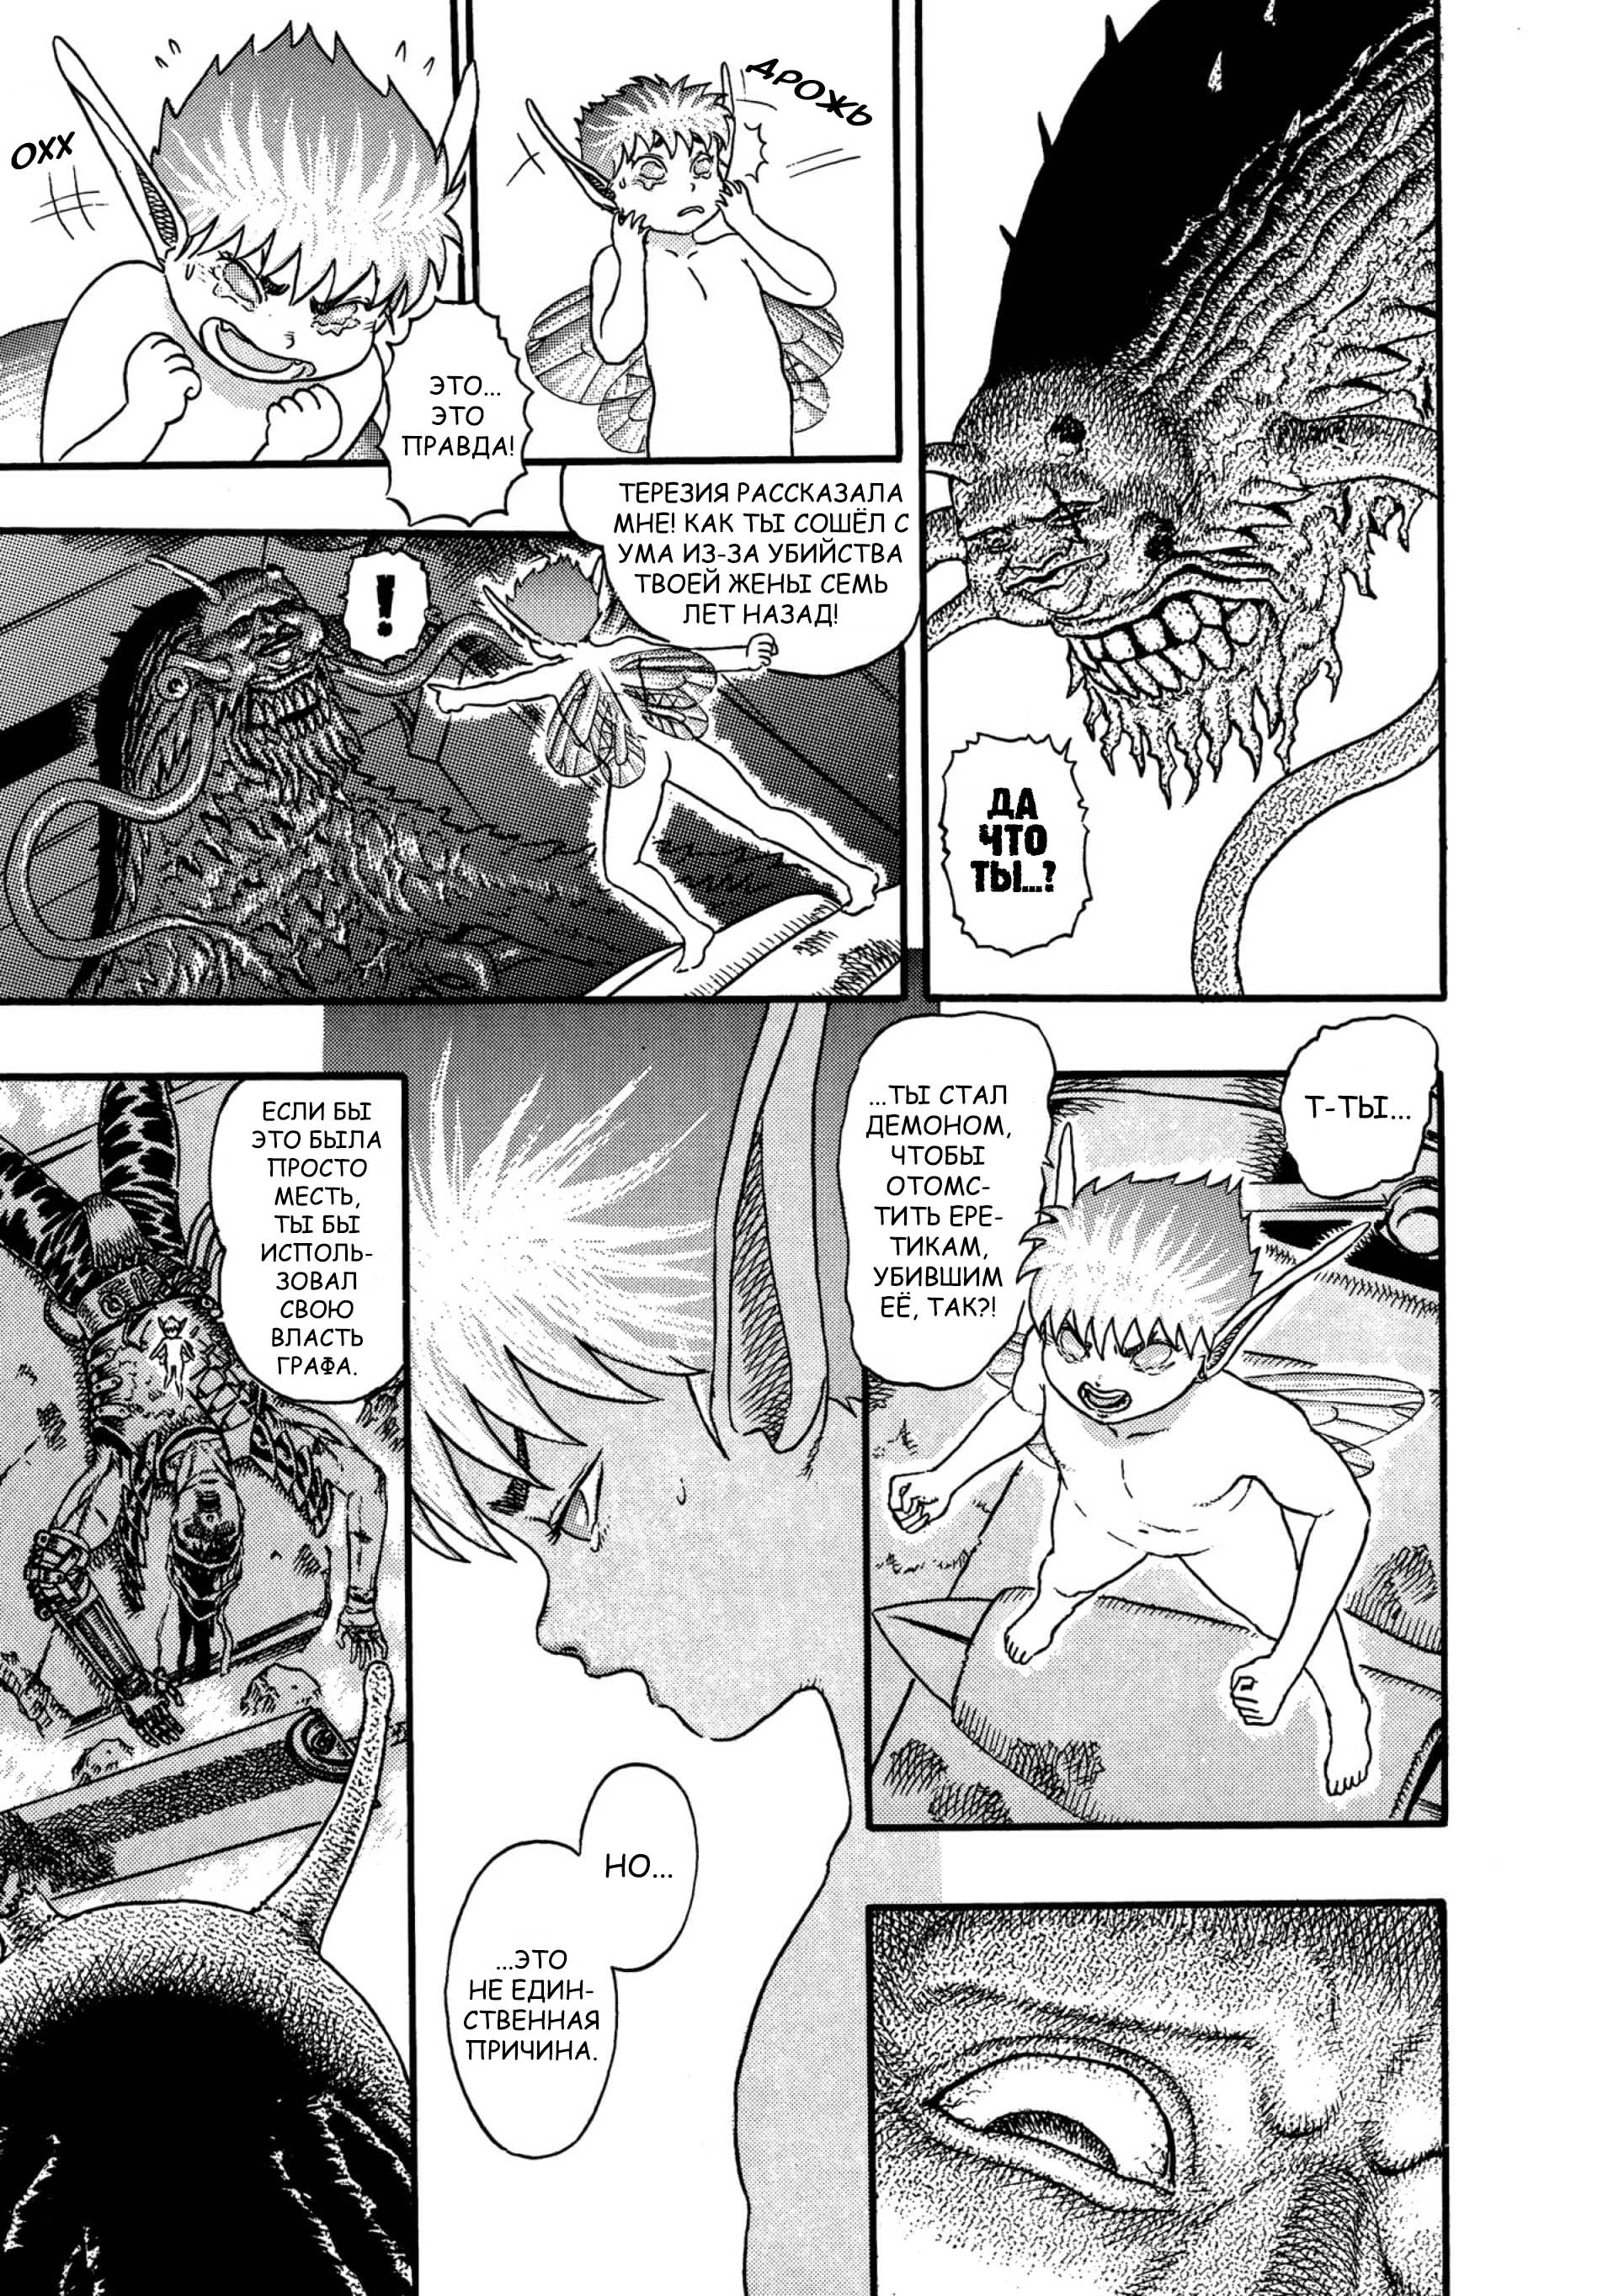 ДА
ЧТО
ТЫ...?
ДРОЖЬ
ОХХ
ЭТО...
ЭТО
ПРАВДА!
ТЕРЕЗИЯ РАССКАЗАЛА
МНЕ! КАК ТЫ СОШЁЛ С
УМА ИЗ-ЗА УБИЙСТВА
ТВОЕЙ ЖЕНЫ СЕМЬ
ЛЕТ НАЗАД!
!
Т-ТЫ...
...ТЫ СТАЛ
ДЕМОНОМ,
ЧТОБЫ
ОТОМС-
ТИТЬ ЕРЕ-
ТИКАМ,
УБИВШИМ
ЕЁ, ТАК?!
НО...
...ЭТО
НЕ ЕДИН-
СТВЕННАЯ
ПРИЧИНА.
ЕСЛИ БЫ
ЭТО БЫЛА
ПРОСТО
МЕСТЬ,
ТЫ БЫ
ИСПОЛЬ-
ЗОВАЛ
СВОЮ
ВЛАСТЬ
ГРАФА.